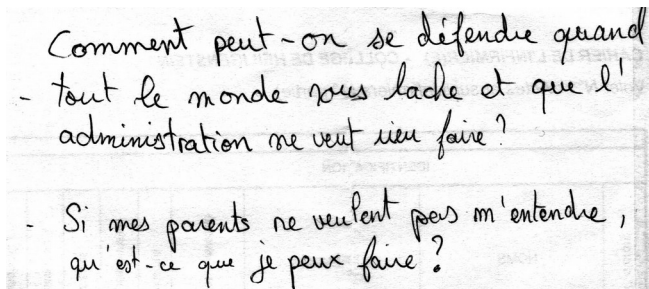 Comment peut-on se défendre quand
- tout le monde vous lache et que l'
administration ne veut rien faire?
- Si mes parents ne veulent pas m'entendre,
qu'est-ce que je peux faire?